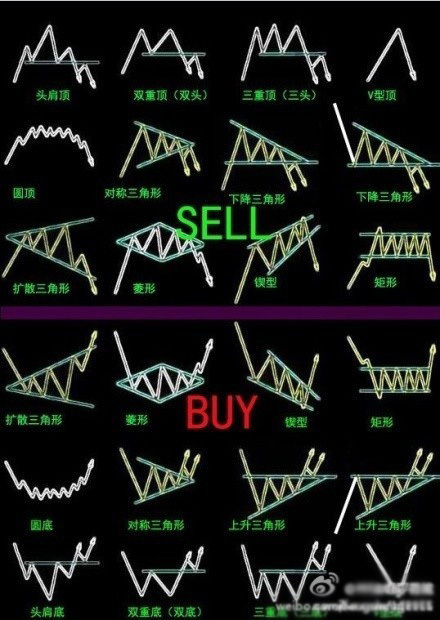 头肩顶 双重顶（双头） 三重顶（三头） V型顶
圆顶 对称三角形 下降三角形 下降三角形
SELL
扩散三角形 菱形 锲型 矩形
扩散三角形 菱形 锲型 矩形
BUY
圆底 对称三角形 上升三角形 上升三角形
头肩底 双重底（双底） 三重底（三底）